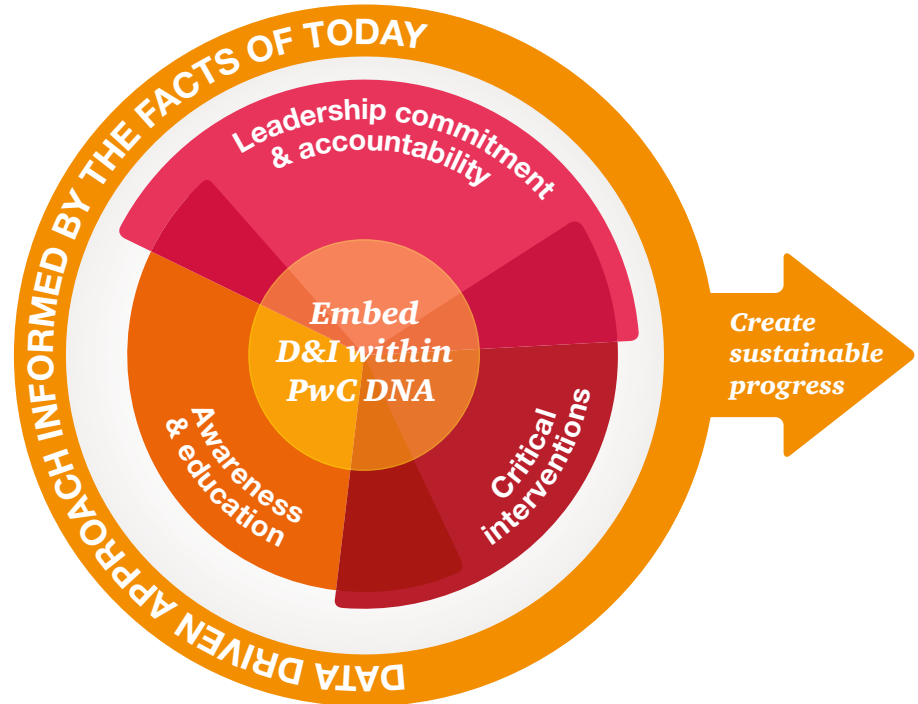 DATA DRIVEN APPROACH INFORMED BY THE FACTS OF TODAY
Leadership commitment
& accountability
Embed
D&I within
PwC DNA
Create
sustainable
progress
Awareness
& education
Critical
interventions